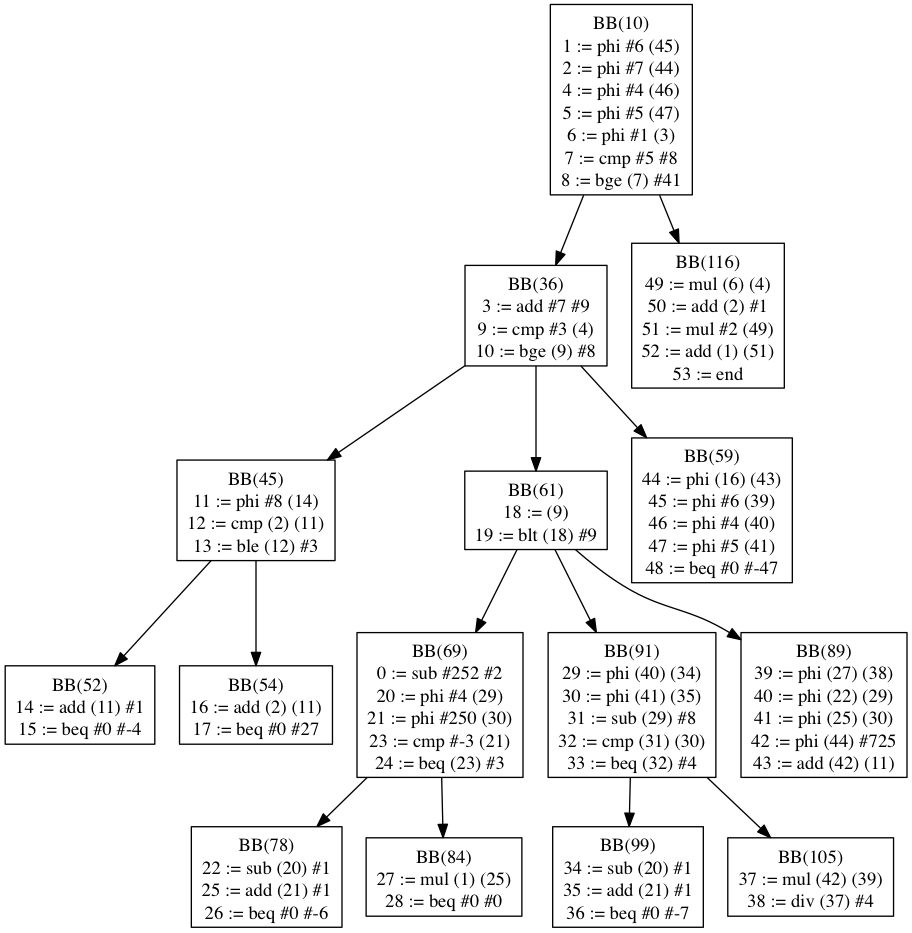 BB(10)
1 := phi #6 (45)
2 := phi #7 (44)
4 := phi #4 (46)
5 := phi #5 (47)
6 := phi #1 (3)
7 := cmp #5 #8
8 := bge (7) #41
BB(36)
3 := add #7 #9
9 := cmp #3 (4)
10 := bge (9) #8
BB(116)
49 := mul (6) (4)
50 := add (2) #1
51 := mul #2 (49)
52 := add (1) (51)
53 := end
BB(45)
11 := phi #8 (14)
12 := cmp (2) (11)
13 := ble (12) #3
BB(61)
18 := (9)
19 := blt (18) #9
BB(59)
44 := phi (16) (43)
45 := phi #6 (39)
46 := phi #4 (40)
47 := phi #5 (41)
48 := beq #0 #-47
BB(52)
14 := add (11) #1
15 := beq #0 #-4
BB(54)
16 := add (2) (11)
17 := beq #0 #27
BB(69)
0 := sub #252 #2
20 := phi #4 (29)
21 := phi #250 (30)
23 := cmp #-3 (21)
24 := beq (23) #3
BB(91)
29 := phi (40) (34)
30 := phi (41) (35)
31 := sub (29) #8
32 := cmp (31) (30)
33 := beq (32) #4
BB(89)
39 := phi (27) (38)
40 := phi (22) (29)
41 := phi (25) (30)
42 := phi (44) #725
43 := add (42) (11)
BB(78)
22 := sub (20) #1
25 := add (21) #1
26 := beq #0 #-6
BB(84)
27 := mul (1) (25)
28 := beq #0 #0
BB(99)
34 := sub (20) #1
35 := add (21) #1
36 := beq #0 #-7
BB(105)
37 := mul (42) (39)
38 := div (37) #4